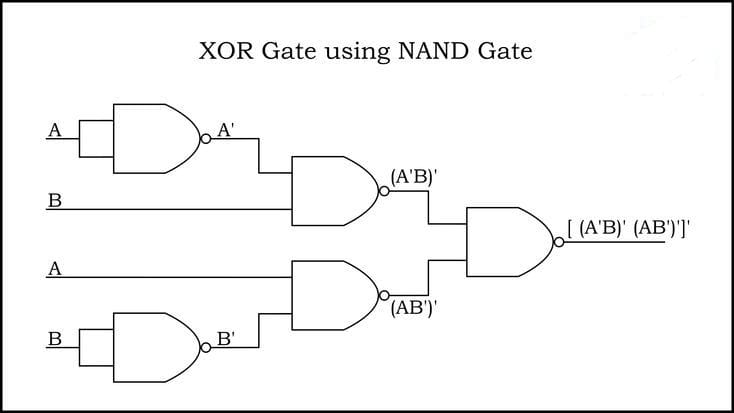 XOR Gate using NAND Gate
A
A'
B
(A'B)'
[ (A'B)' (AB')']'
A
(AB')'
B
B'